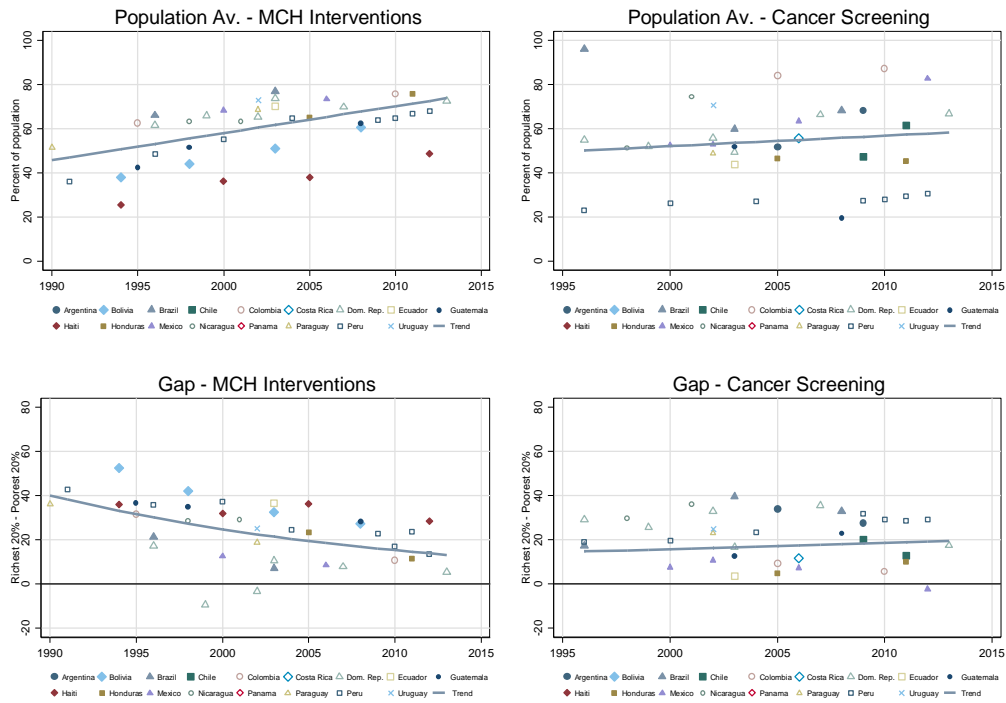 Population Av. - MCH Interventions
Percent of population
100
80
60
40
20
0
1990 1995 2000 2005 2010 2015
Argentina Bolivia Brazil Chile Colombia Costa Rica Dom. Rep. Ecuador Guatemala
Haiti Honduras Mexico Nicaragua Panama Paraguay Peru Uruguay Trend
Population Av. - Cancer Screening
Percent of population
100
80
60
40
20
0
1995 2000 2005 2010 2015
Argentina Bolivia Brazil Chile Colombia Costa Rica Dom. Rep. Ecuador Guatemala
Haiti Honduras Mexico Nicaragua Panama Paraguay Peru Uruguay Trend
Gap - MCH Interventions
Richest 20% - Poorest 20%
80
60
40
20
0
-20
1990 1995 2000 2005 2010 2015
Argentina Bolivia Brazil Chile Colombia Costa Rica Dom. Rep. Ecuador Guatemala
Haiti Honduras Mexico Nicaragua Panama Paraguay Peru Uruguay Trend
Gap - Cancer Screening
Richest 20% - Poorest 20%
80
60
40
20
0
-20
1995 2000 2005 2010 2015
Argentina Bolivia Brazil Chile Colombia Costa Rica Dom. Rep. Ecuador Guatemala
Haiti Honduras Mexico Nicaragua Panama Paraguay Peru Uruguay Trend